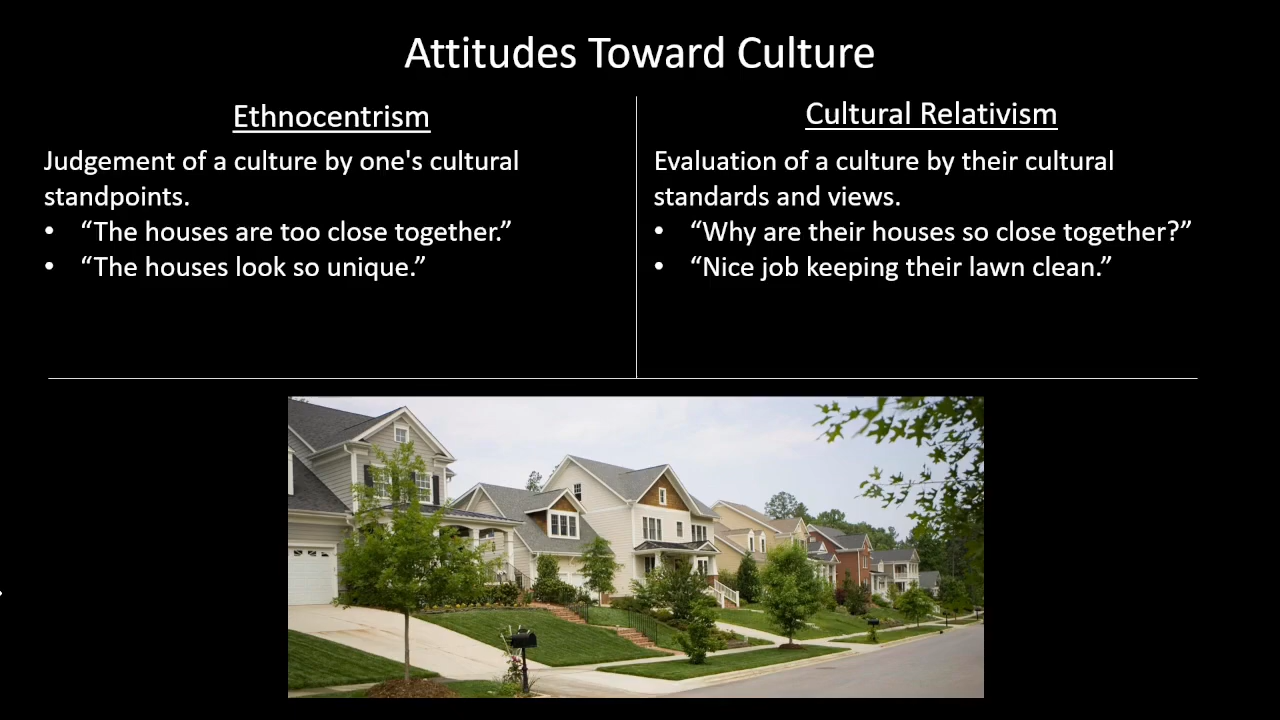 Attitudes Toward Culture
Ethnocentrism
Judgement of a culture by one's cultural
standpoints.
• “The houses are too close together.”
• “The houses look so unique.”
Cultural Relativism
Evaluation of a culture by their cultural
standards and views.
• “Why are their houses so close together?”
• “Nice job keeping their lawn clean.”